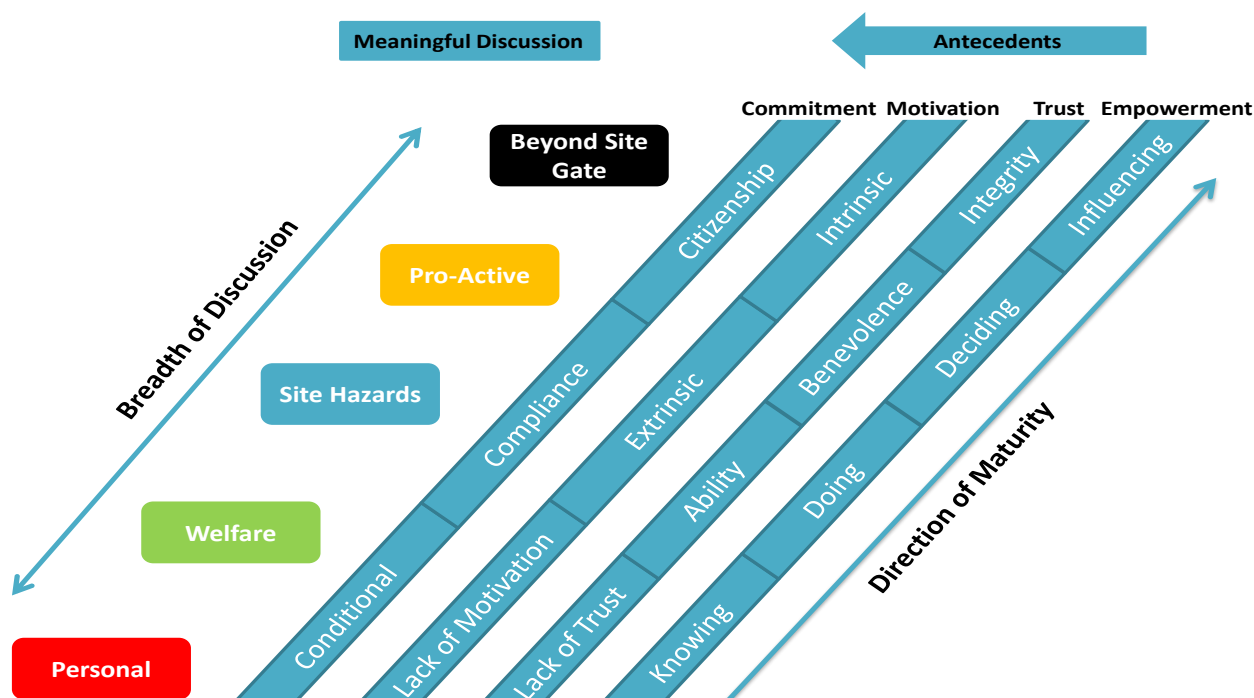 Meaningful Discussion
Antecedents
Commitment
Motivation
Trust
Empowerment
Breadth of Discussion
Beyond Site
Gate
Pro-Active
Site Hazards
Welfare
Personal
Citizenship
Compliance
Conditional
Intrinsic
Extrinsic
Lack of Motivation
Integrity
Benevolence
Ability
Lack of Trust
Influencing
Deciding
Doing
Knowing
Direction of Maturity